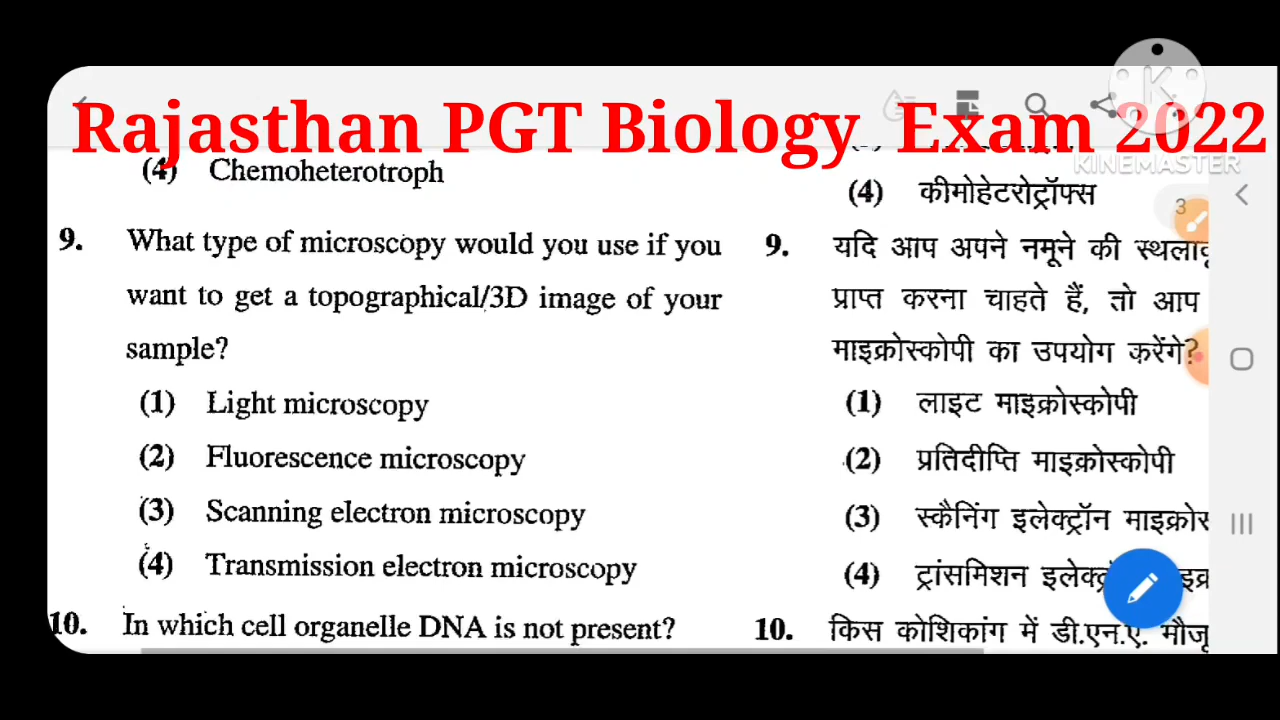 Rajasthan PGT Biology Exam 2022
KINEMASTER
3
(4) Chemoheterotroph
9. What type of microscopy would you use if you
want to get a topographical/3D image of your
sample?
(1) Light microscopy
(2) Fluorescence microscopy
(3) Scanning electron microscopy
(4) Transmission electron microscopy
10. In which cell organelle DNA is not present?
(4) कीमोहेटरोट्रॉफ्स
9. यदि आप अपने नमूने की
प्राप्त करना चाहते हैं, तो आप
माइक्रोस्कोपी का उपयोग करेंगे?
(1) लाइट माइक्रोस्कोपी
(2) प्रतिदीप्ति माइक्रोस्कोपी
(3) स्कैनिंग इलेक्ट्रॉन
(4) ट्रांसमिशन
10. किस कोशिकांग में डी.एन.ए.